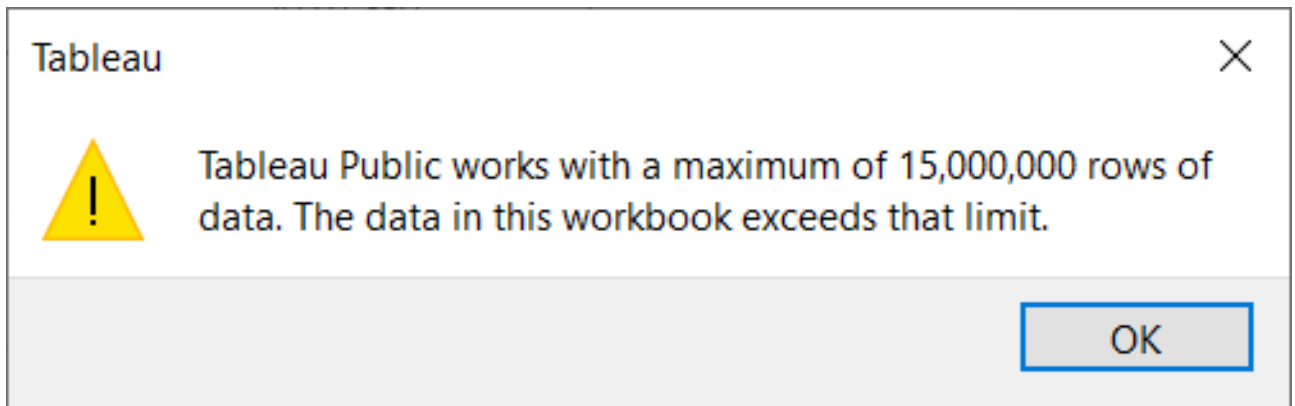 Tableau
Tableau Public works with a maximum of 15,000,000 rows of
data. The data in this workbook exceeds that limit.
OK